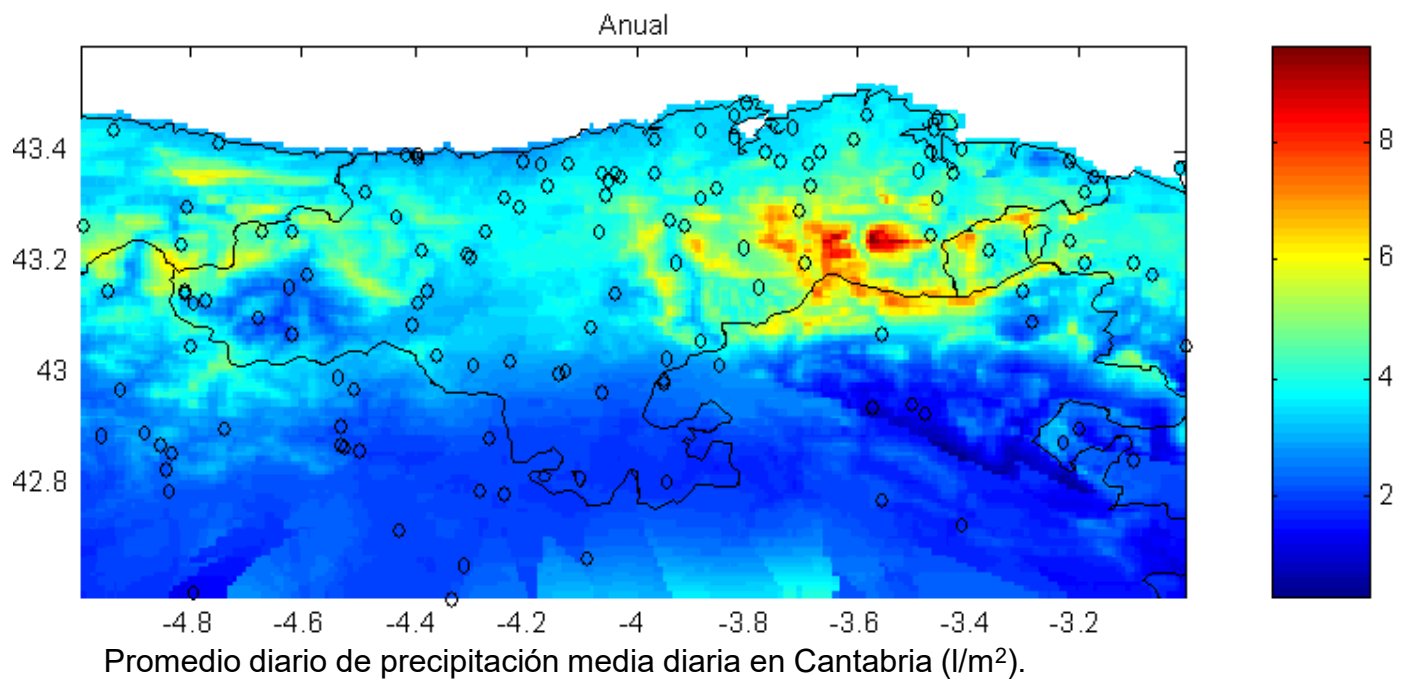 Anual
43.4
43.2
43
42.8
-4.8 -4.6 -4.4 -4.2 -4 -3.8 -3.6 -3.4 -3.2
8
6
4
2
Promedio diario de precipitación media diaria en Cantabria (l/m²).